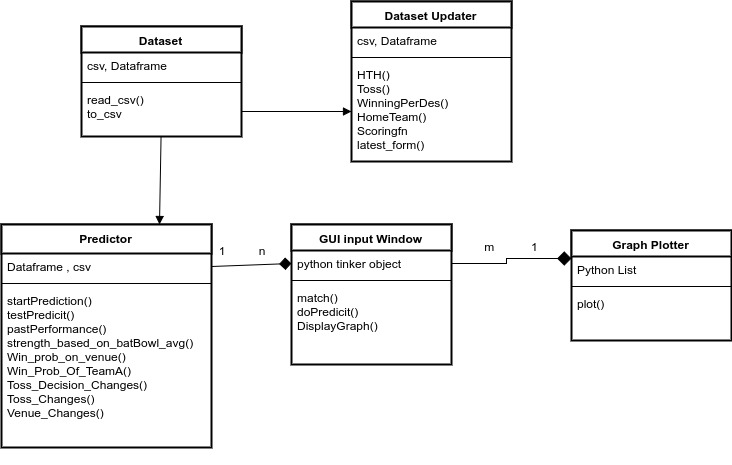 Dataset
csv, Dataframe
read_csv()
to_csv
Dataset Updater
csv, Dataframe
HTH()
Toss()
WinningPerDes()
HomeTeam()
Scoringfn
latest_form()
Predictor
Dataframe , csv
startPrediction()
testPredicit()
pastPerformance()
strength_based_on_batBowl_avg()
Win_prob_on_venue()
Win_Prob_Of_TeamA()
Toss_Decision_Changes()
Toss_Changes()
Venue_Changes()
1
n
GUI input Window
python tinker object
match()
doPredicit()
DisplayGraph()
m
1
Graph Plotter
Python List
plot()